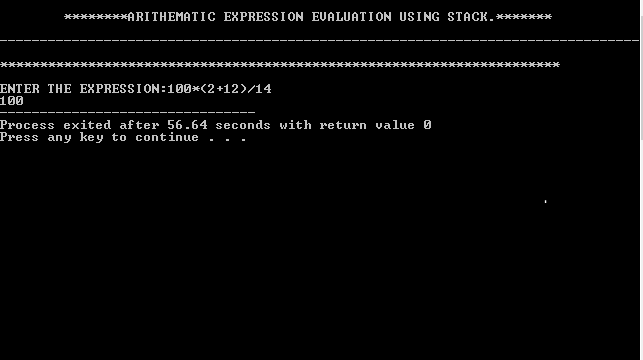 ********ARITHEMATIC EXPRESSION EVALUATION USING STACK.*******
--------------------------------------------------------------------------------
**********************************************************************
ENTER THE EXPRESSION:100*(2+12)/14
100
--------------------------------
Process exited after 56.64 seconds with return value 0
Press any key to continue . . .